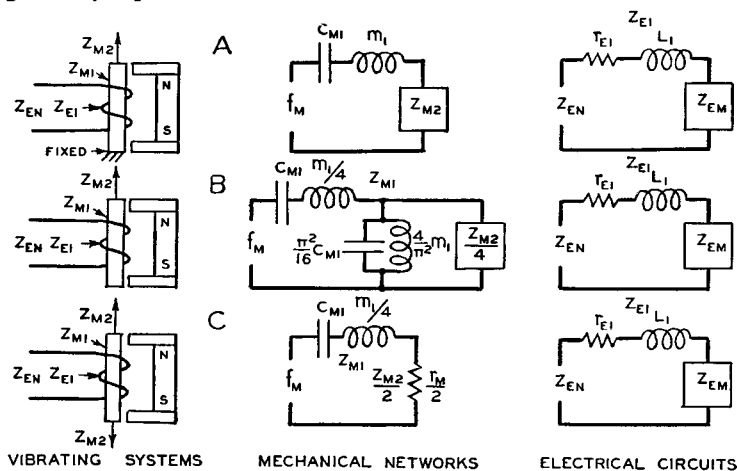 A
Z_M2
Z_M1
Z_EN Z_E1
N
S
FIXED
C_M1
m_1
f_M
Z_M2
Z_E1
r_E1
L_1
Z_EN
Z_EM
B
Z_M2
Z_M1
Z_EN Z_E1
N
S
C_M1
m_1/4
Z_M1
f_M
π²/16 C_M1
4/π² m_1
Z_M2/4
Z_E1
r_E1
L_1
Z_EN
Z_EM
C
Z_M2
Z_M1
Z_EN Z_E1
N
S
Z_M2
C_M1
m_1/4
Z_M1
f_M
Z_M2/2
r_M/2
Z_E1
r_E1
L_1
Z_EN
Z_EM
VIBRATING SYSTEMS
MECHANICAL NETWORKS
ELECTRICAL CIRCUITS